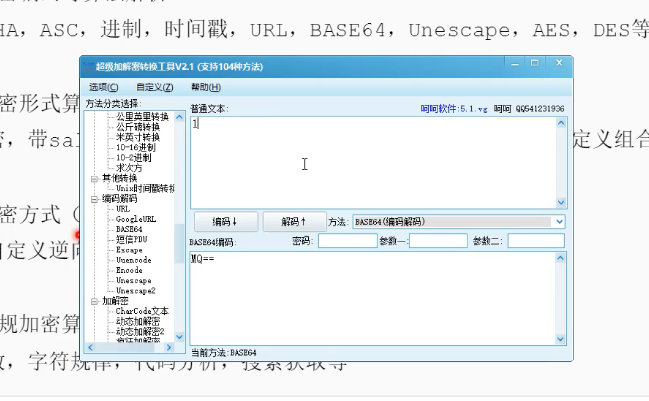 HA, ASC, 进制, 时间戳, URL, BASE64, Unescape, AES, DES等
超级加解密转换工具V2.1 (支持104种方法)
选项(C) 自定义(Z) 帮助(H)
密形式算
方法分类选择:
普通文本:
呵呵软件:5.1.vg 呵呵 QQ541231936
公里英里转换
公斤磅转换
米英寸转换
10-16进制
10-2进制
求次方
其他转换
Unix时间戳转换
编码解码
URL
GoogleURL
BASE64
短信PDU
Escape
Uuencode
Encode
Unescape
Unescape2
加解密
CharCode文本
动态加解密
动态加解密2
疯狂加解密
1
密, 带sal
定义组合
编码↓ 解码↑ 方法: BASE64(编码解码)
密方式 (
BASE64编码: 密码: 参数一: 参数二:
自定义逆向
MQ==
规加密算
当前方法:BASE64
数, 字符规律, 代码分析, 搜索获取等